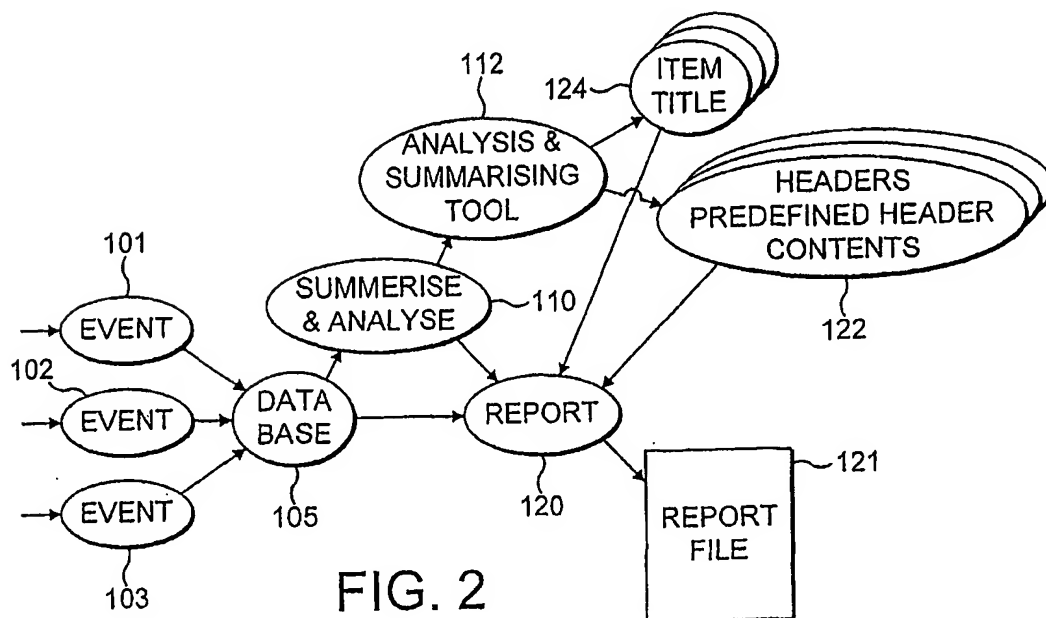 112
124
ITEM
TITLE
ANALYSIS &
SUMMARISING
TOOL
HEADERS
PREDEFINED HEADER
CONTENTS
122
101
EVENT
SUMMERISE
& ANALYSE
110
102
EVENT
DATA
BASE
105
REPORT
120
EVENT
103
121
REPORT
FILE
FIG. 2